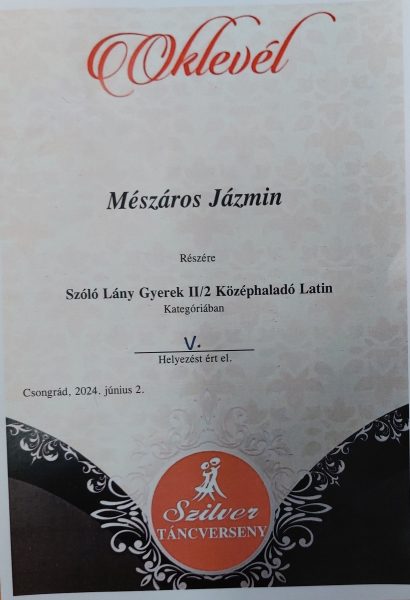 Oklevél
Mészáros Jázmin
Részére
Szóló Lány Gyerek II/2 Középhaladó Latin
Kategóriában
V.
Helyezést ért el.
Csongrád, 2024. június 2.
Szilver
TÁNCVERSENY